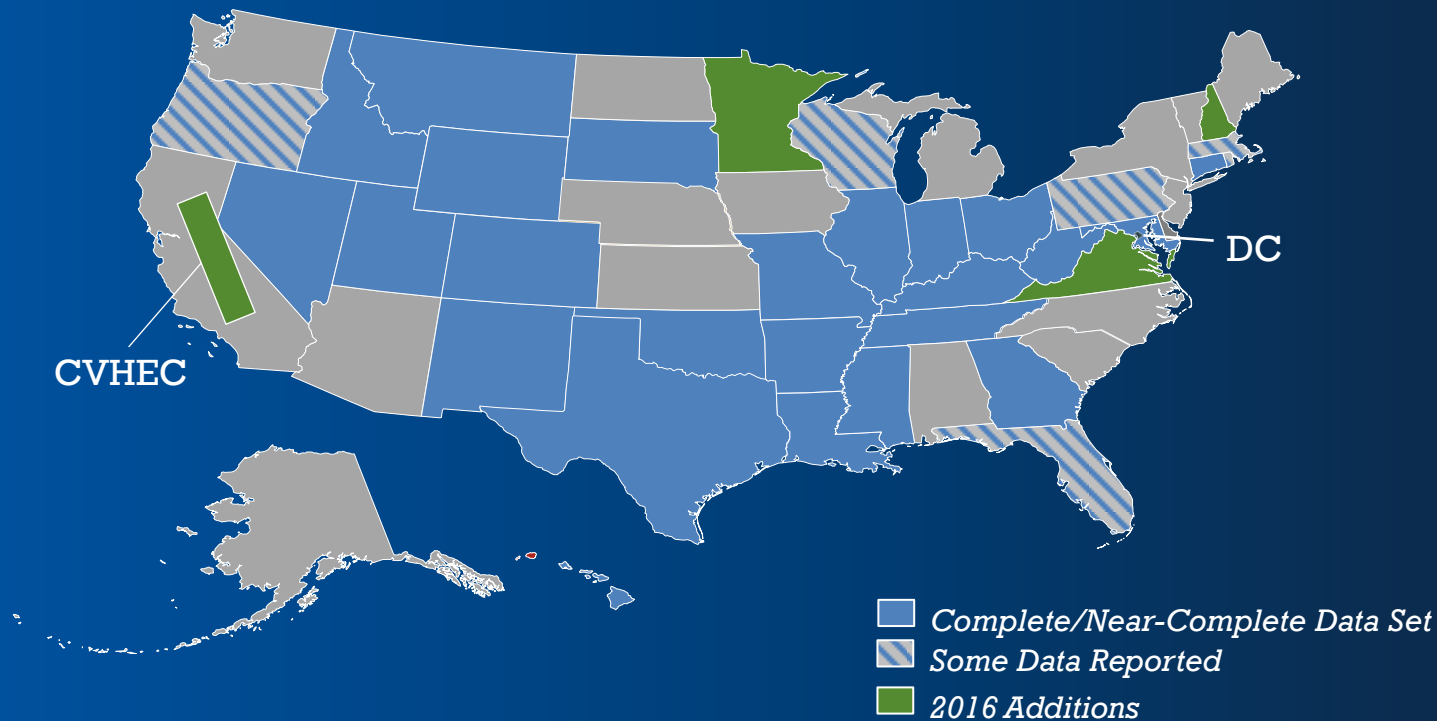 DC
CVHEC
Complete/Near-Complete Data Set
Some Data Reported
2016 Additions